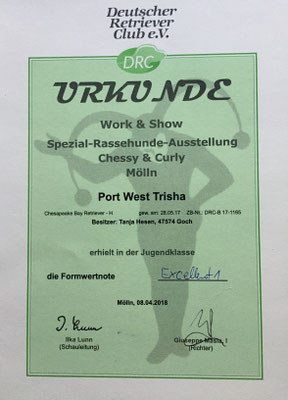 Deutscher
Retriever
Club e.V.
DRC
URKUNDE
Work & Show
Spezial-Rassehunde-Ausstellung
Chessy & Curly
Mölln
Port West Trisha
Chesapeake Bay Retriever - H gew. am: 28.05.17 ZB-Nr.: DRC-B 17-1165
Besitzer: Tanja Hesen, 47574 Goch
erhielt in der Jugendklasse
die Formwertnote Excellent 1
Mölln, 08.04.2018
Ilka Lunn Giuseppe
(Schauleitung) (Richter)